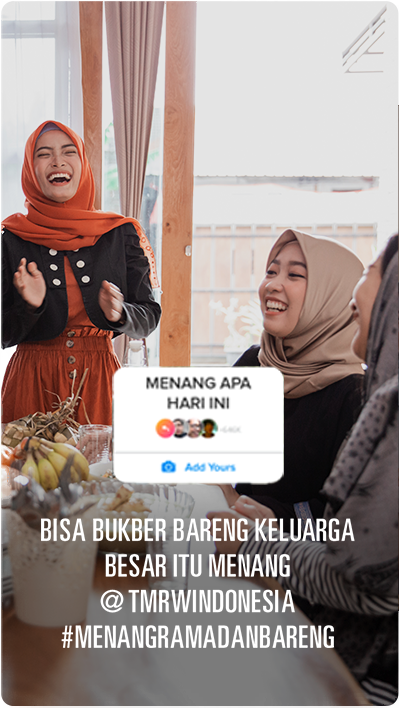 MENANG APA
HARI INI
Add Yours
BISA BUKBER BARENG KELUARGA
BESAR ITU MENANG
@ TMRWINDONESIA
#MENANGRAMADANBARENG